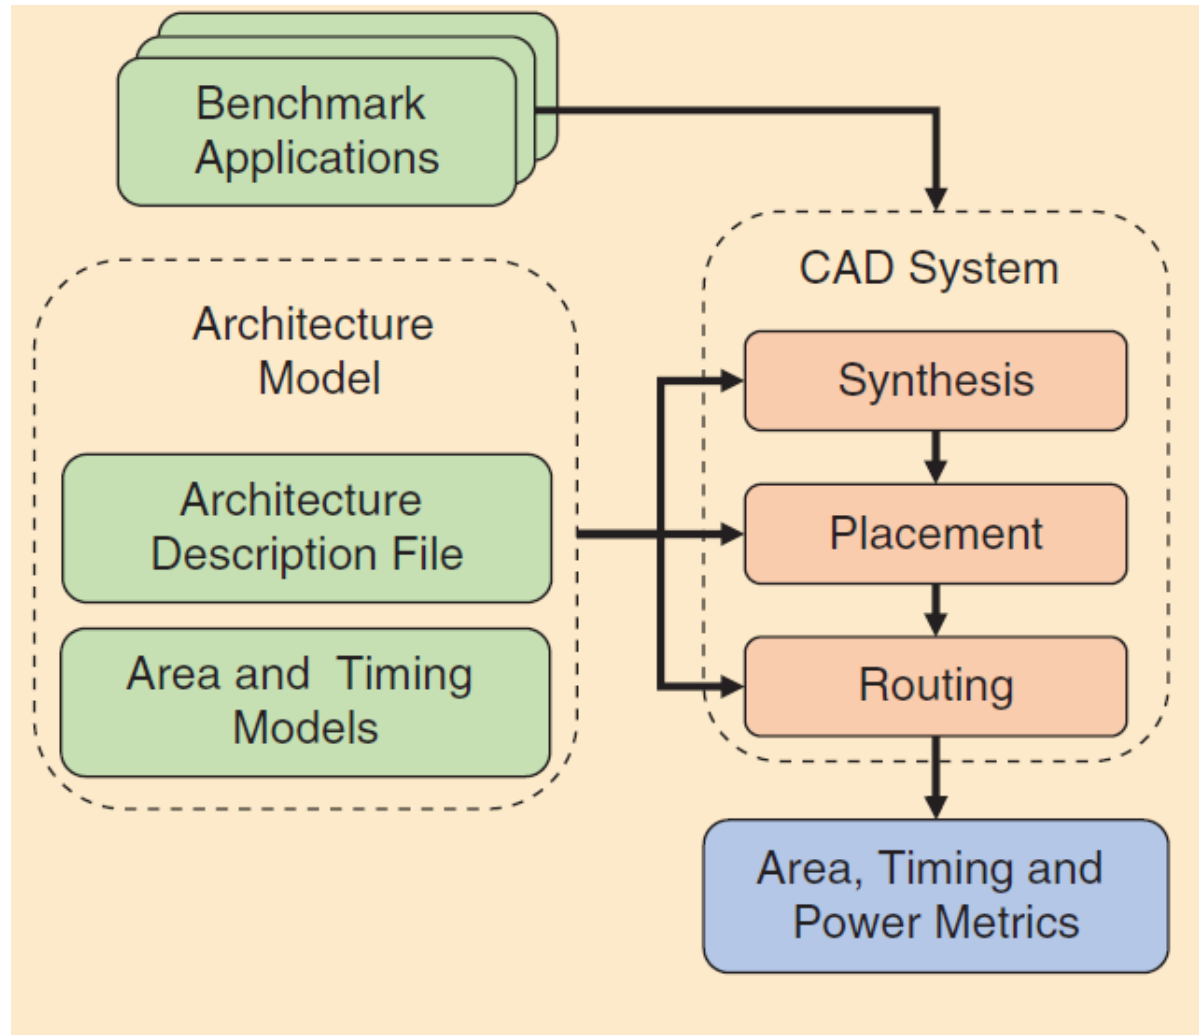 Benchmark
Applications
CAD System
Architecture
Model
Synthesis
Architecture
Description File
Placement
Area and Timing
Models
Routing
Area, Timing and
Power Metrics